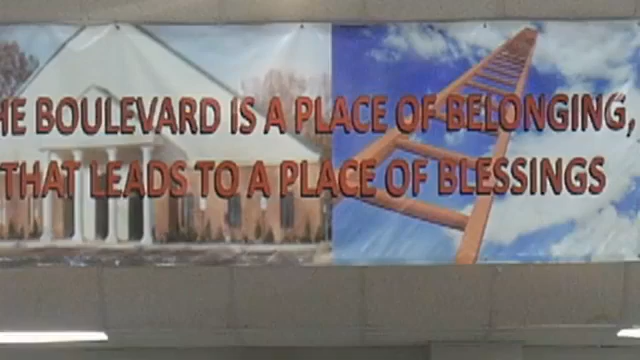 HE BOULEVARD IS A PLACE OF BELONGING,
THAT LEADS TO A PLACE OF BLESSINGS